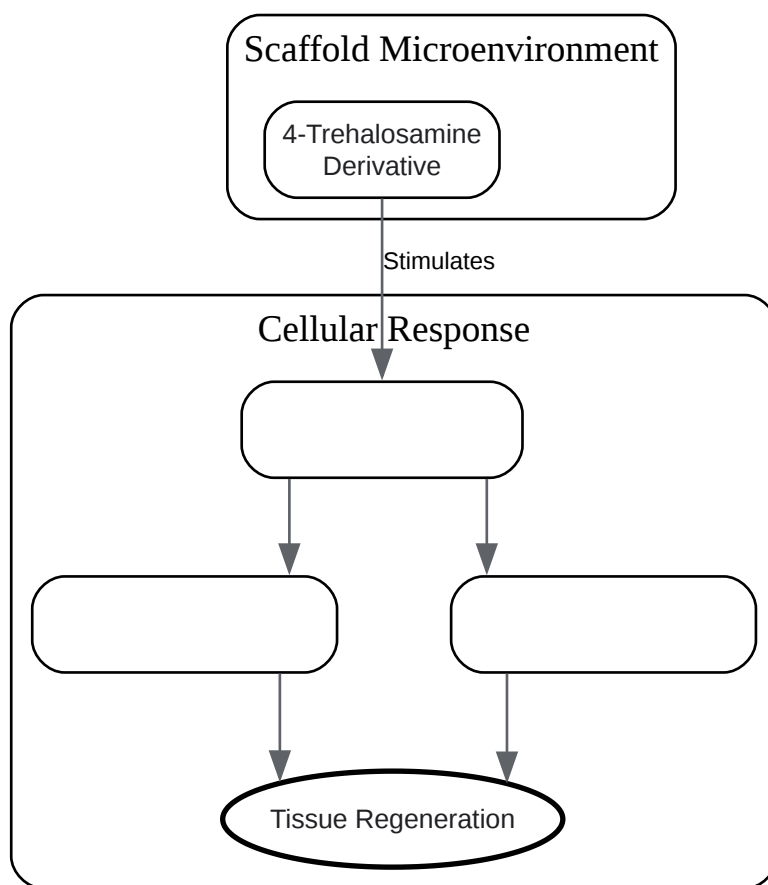 Scaffold Microenvironment
4-Trehalosamine
Derivative
Stimulates
Cellular Response
Tissue Regeneration